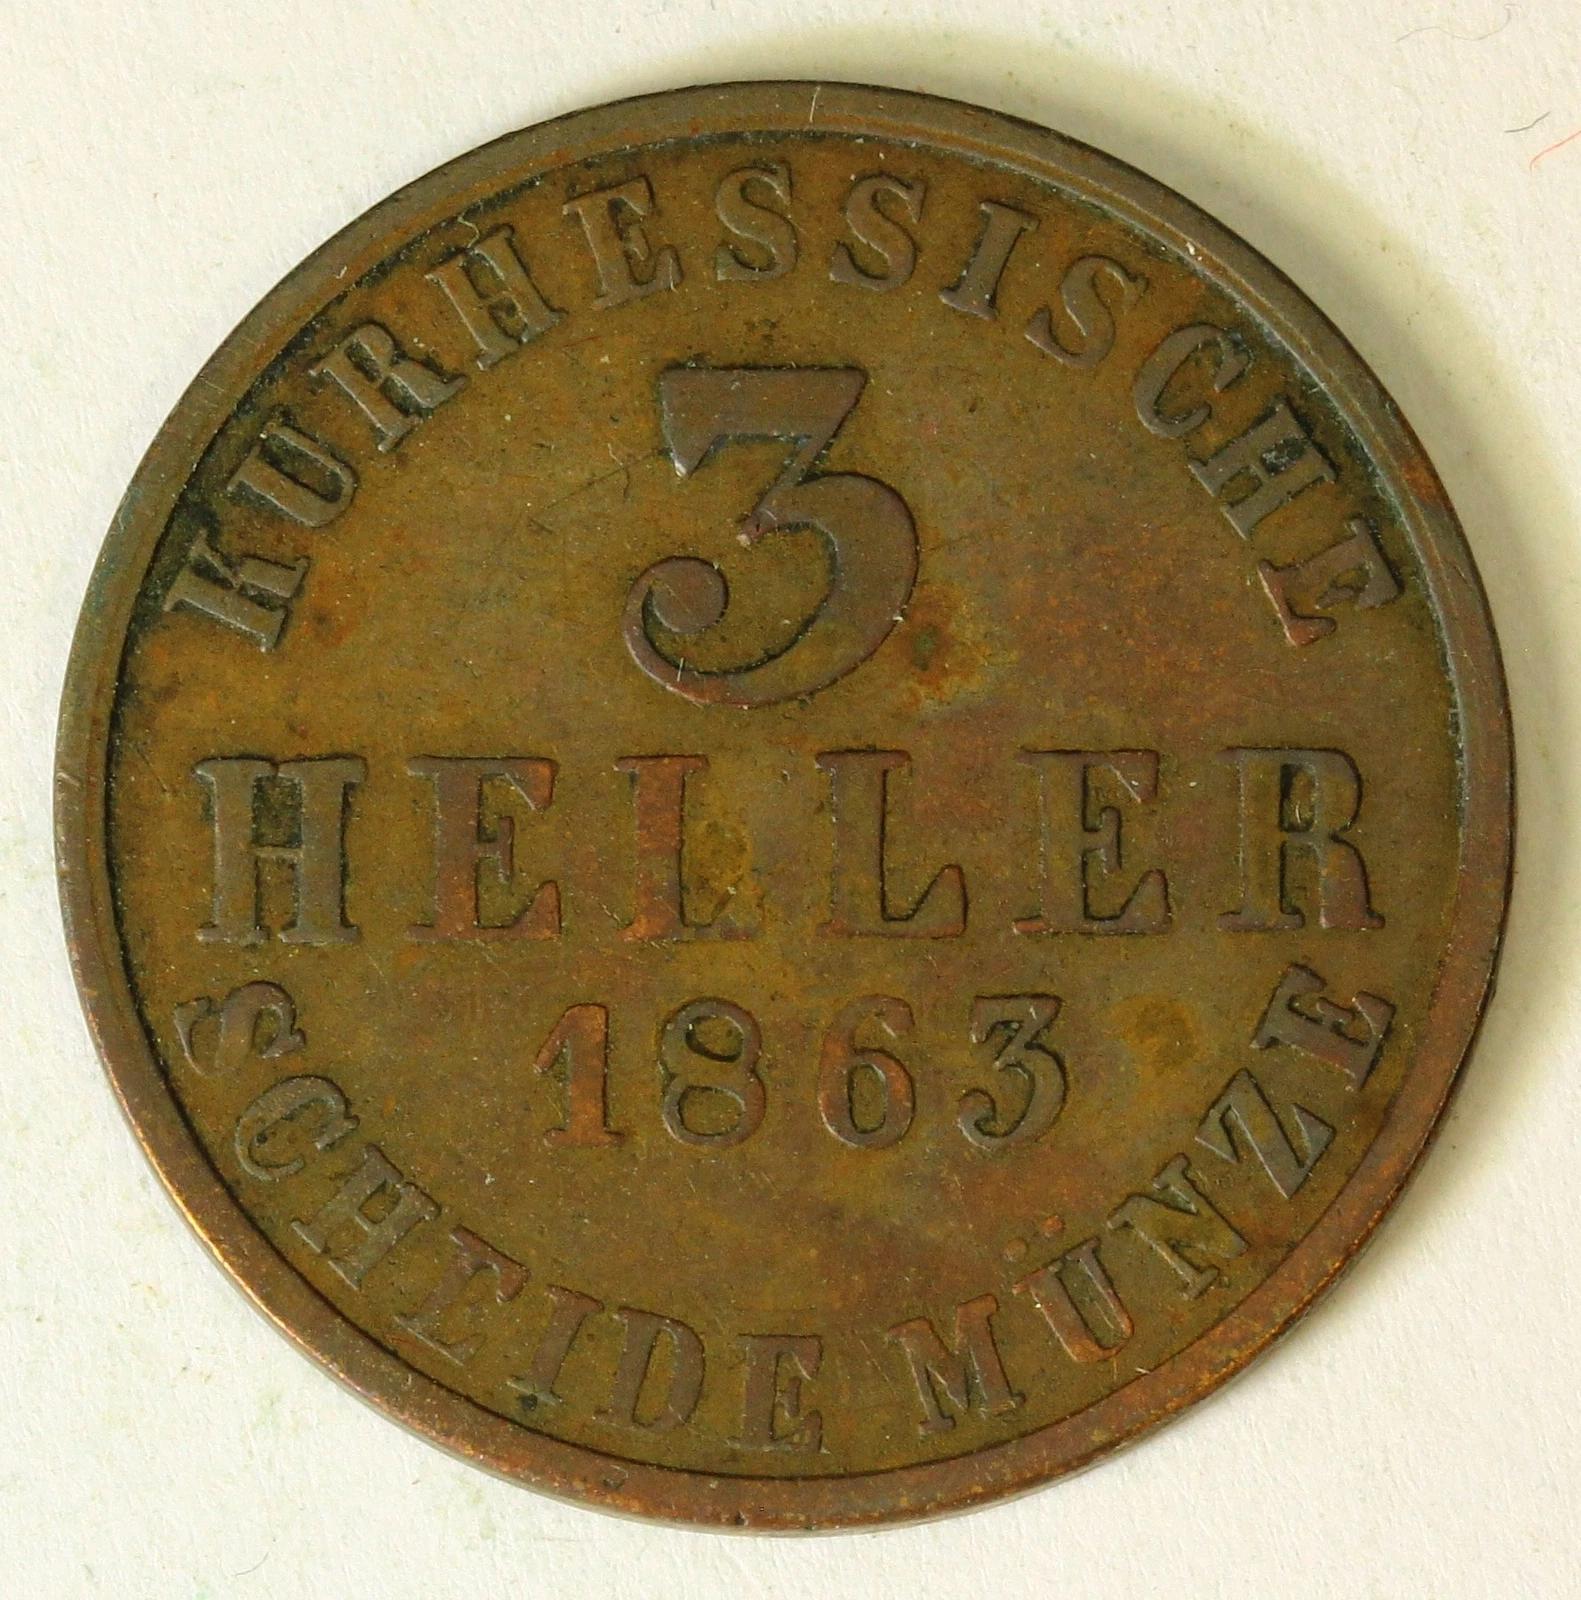 KURHESSISCHE
3
HELLER
1863
SCHEIDE MÜNZE